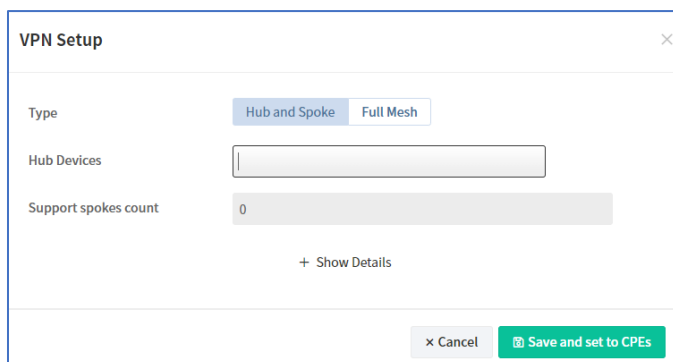 VPN Setup ×
Type Hub and Spoke Full Mesh
Hub Devices
Support spokes count 0
+ Show Details
× Cancel Save and set to CPEs